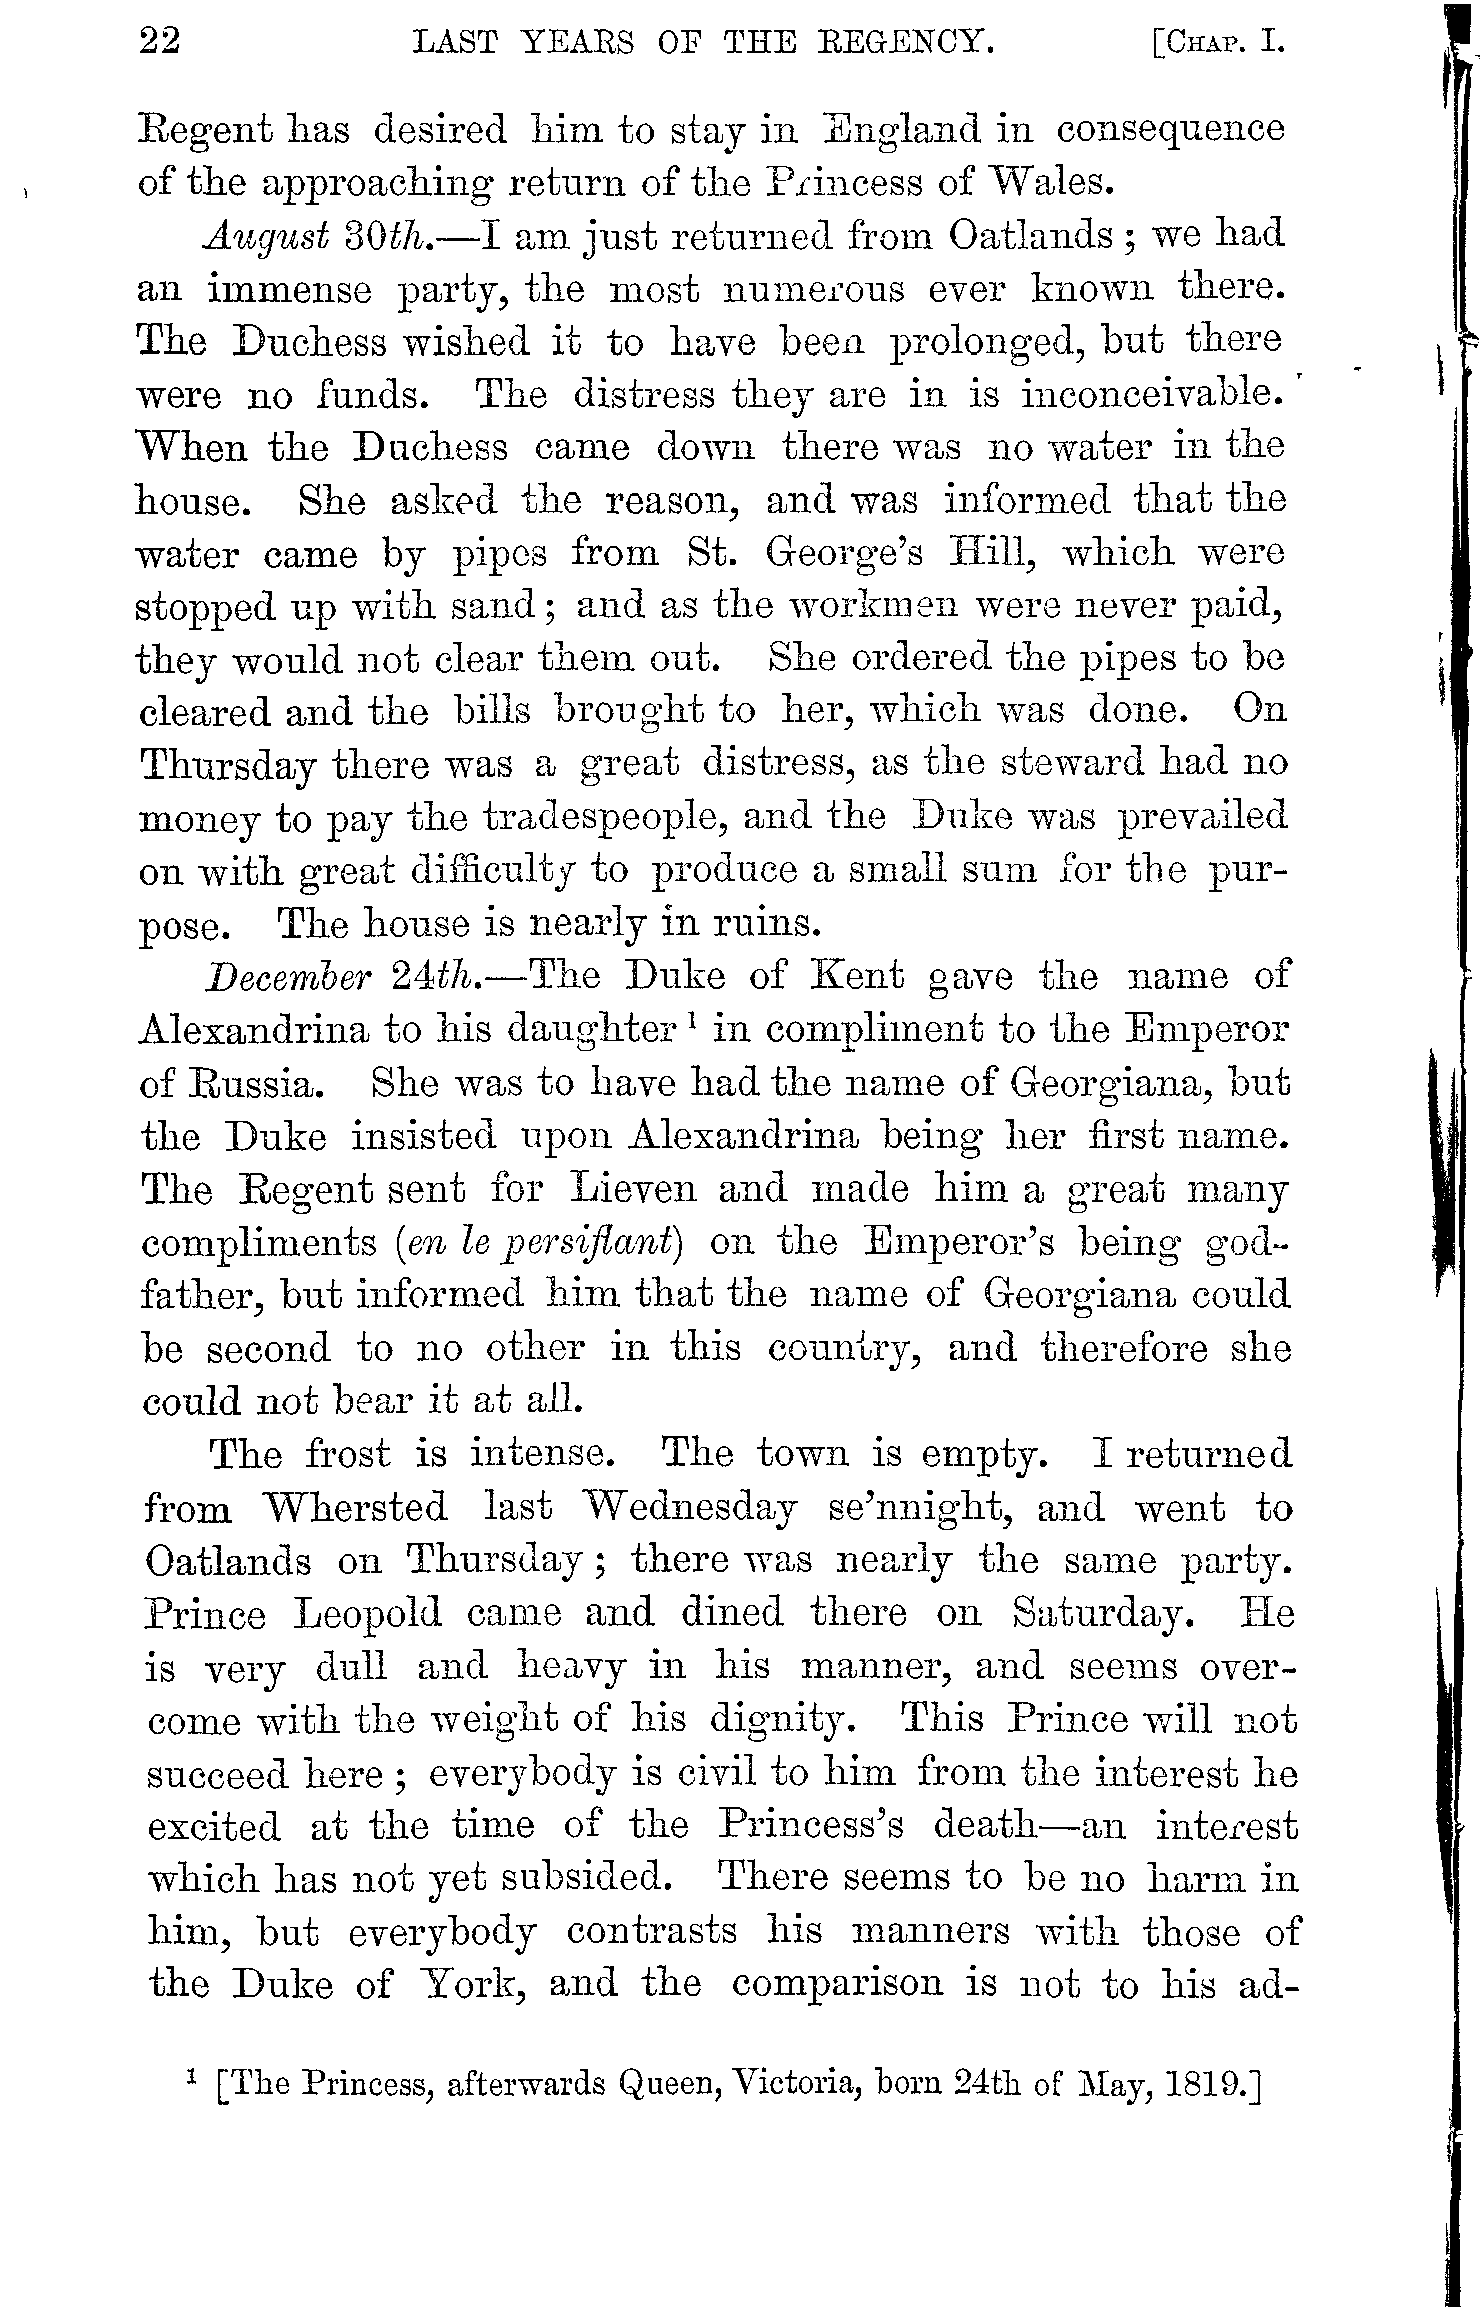 22 LAST YEARS OF THE REGENCY. [CHAP. I.
Regent has desired him to stay in England in consequence
of the approaching return of the Princess of Wales.
August 30th.—I am just returned from Oatlands; we had
an immense party, the most numerous ever known there.
The Duchess wished it to have been prolonged, but there
were no funds. The distress they are in is inconceivable.
When the Duchess came down there was no water in the
house. She asked the reason, and was informed that the
water came by pipes from St. George's Hill, which were
stopped up with sand; and as the workmen were never paid,
they would not clear them out. She ordered the pipes to be
cleared and the bills brought to her, which was done. On
Thursday there was a great distress, as the steward had no
money to pay the tradespeople, and the Duke was prevailed
on with great difficulty to produce a small sum for the pur-
pose. The house is nearly in ruins.
December 24th.—The Duke of Kent gave the name of
Alexandrina to his daughter¹ in compliment to the Emperor
of Russia. She was to have had the name of Georgiana, but
the Duke insisted upon Alexandrina being her first name.
The Regent sent for Lieven and made him a great many
compliments (en le persiflant) on the Emperor's being god-
father, but informed him that the name of Georgiana could
be second to no other in this country, and therefore she
could not bear it at all.
The frost is intense. The town is empty. I returned
from Whersted last Wednesday se'nnight, and went to
Oatlands on Thursday; there was nearly the same party.
Prince Leopold came and dined there on Saturday. He
is very dull and heavy in his manner, and seems over-
come with the weight of his dignity. This Prince will not
succeed here; everybody is civil to him from the interest he
excited at the time of the Princess's death—an interest
which has not yet subsided. There seems to be no harm in
him, but everybody contrasts his manners with those of
the Duke of York, and the comparison is not to his ad-
¹ [The Princess, afterwards Queen, Victoria, born 24th of May, 1819.]